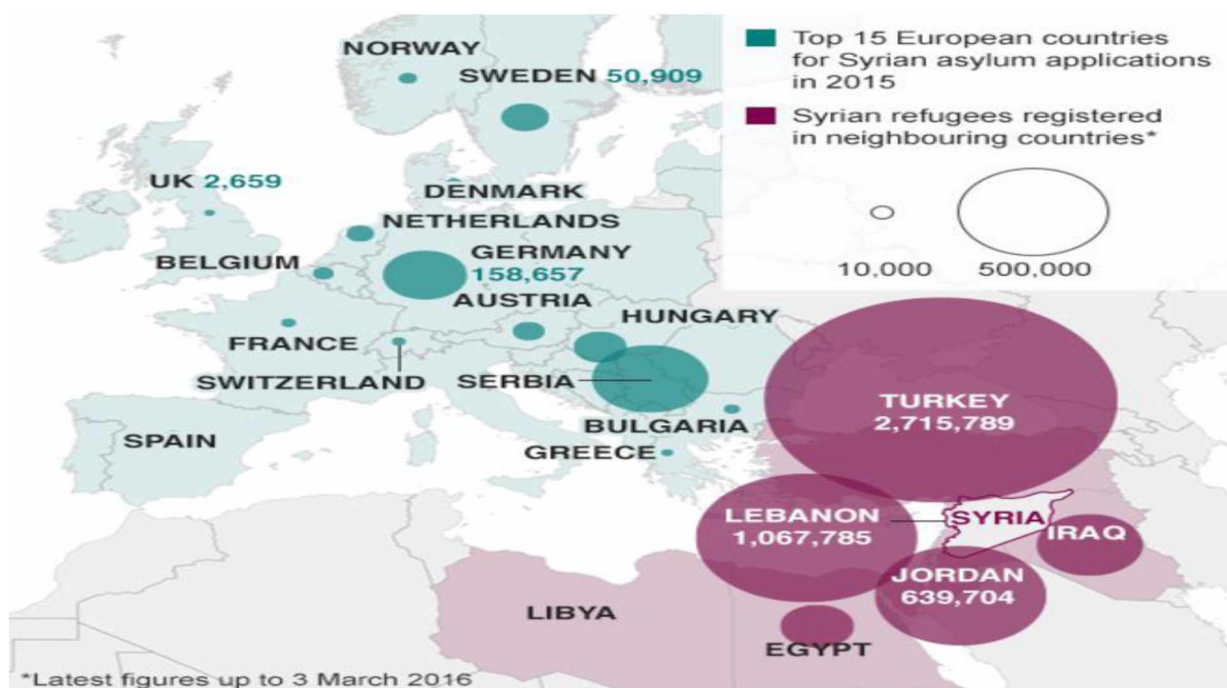 Top 15 European countries
for Syrian asylum applications
in 2015
Syrian refugees registered
in neighbouring countries*
10,000
500,000
NORWAY
SWEDEN 50,909
UK 2,659
DENMARK
NETHERLANDS
BELGIUM
GERMANY
158,657
AUSTRIA
HUNGARY
FRANCE
SWITZERLAND
SERBIA
BULGARIA
SPAIN
GREECE
TURKEY
2,715,789
LEBANON
1,067,785
SYRIA
IRAQ
JORDAN
639,704
LIBYA
EGYPT
*Latest figures up to 3 March 2016